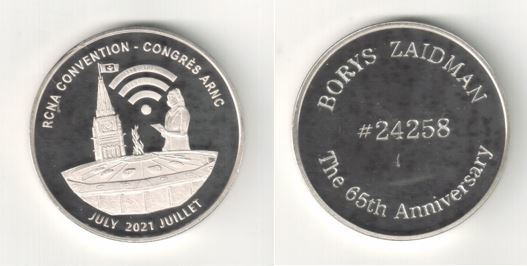 RCNA CONVENTION - CONGRÈS ARNC
JULY 2021 JUILLET
BORYS ZAIDMAN
#24258
The 65th Anniversary